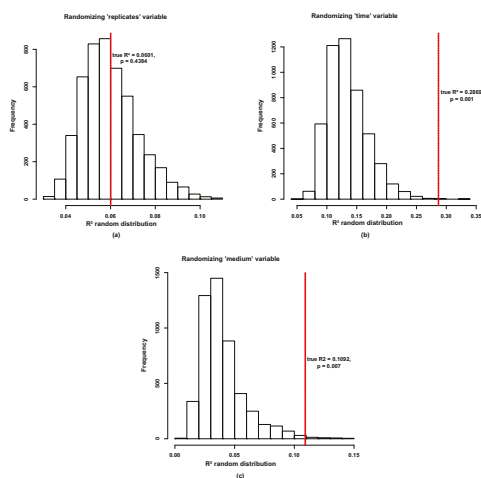 Randomizing 'replicates' variable
Frequency
0 200 400 600 800
true R² = 0.0601,
p = 0.4384
0.04 0.06 0.08 0.10
R² random distribution
(a)
Randomizing 'time' variable
Frequency
0 200 400 600 800 1000 1200
true R² = 0.2868
p = 0.001
0.05 0.10 0.15 0.20 0.25 0.30 0.35
R² random distribution
(b)
Randomizing 'medium' variable
Frequency
0 500 1000 1500
true R2 = 0.1092,
p = 0.007
0.00 0.05 0.10 0.15
R² random distribution
(c)